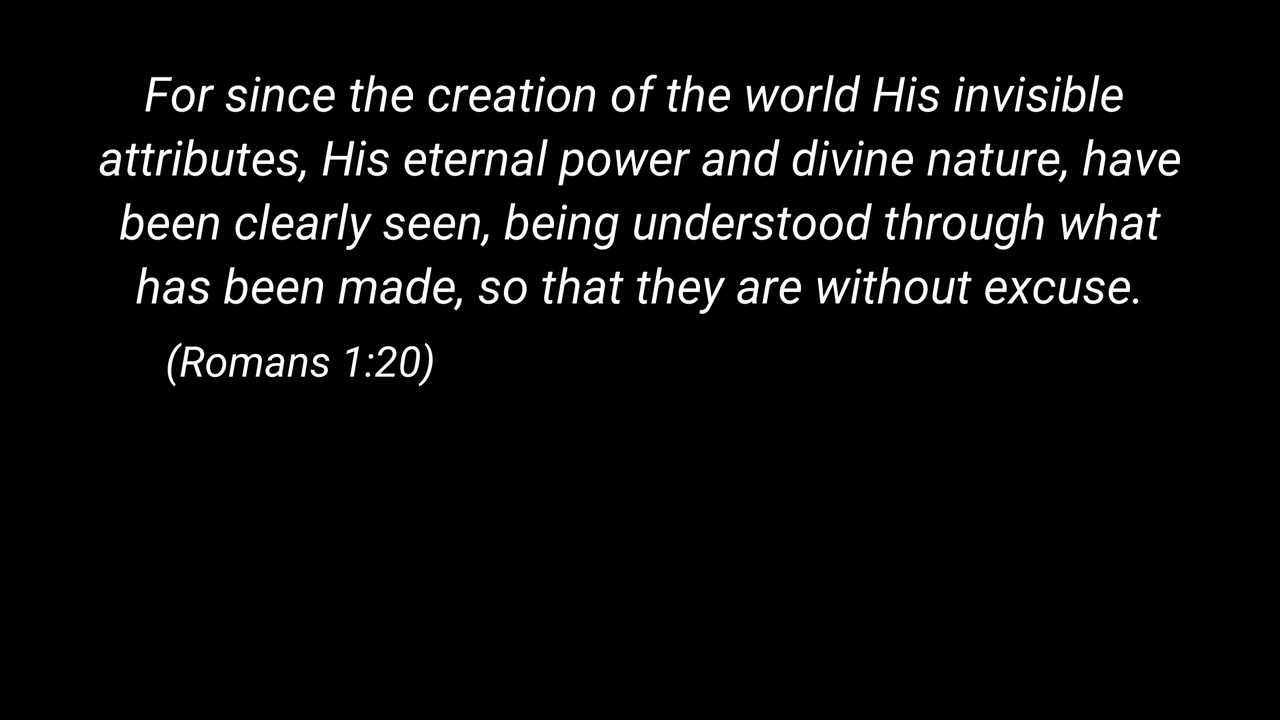 For since the creation of the world His invisible
attributes, His eternal power and divine nature, have
been clearly seen, being understood through what
has been made, so that they are without excuse.
(Romans 1:20)